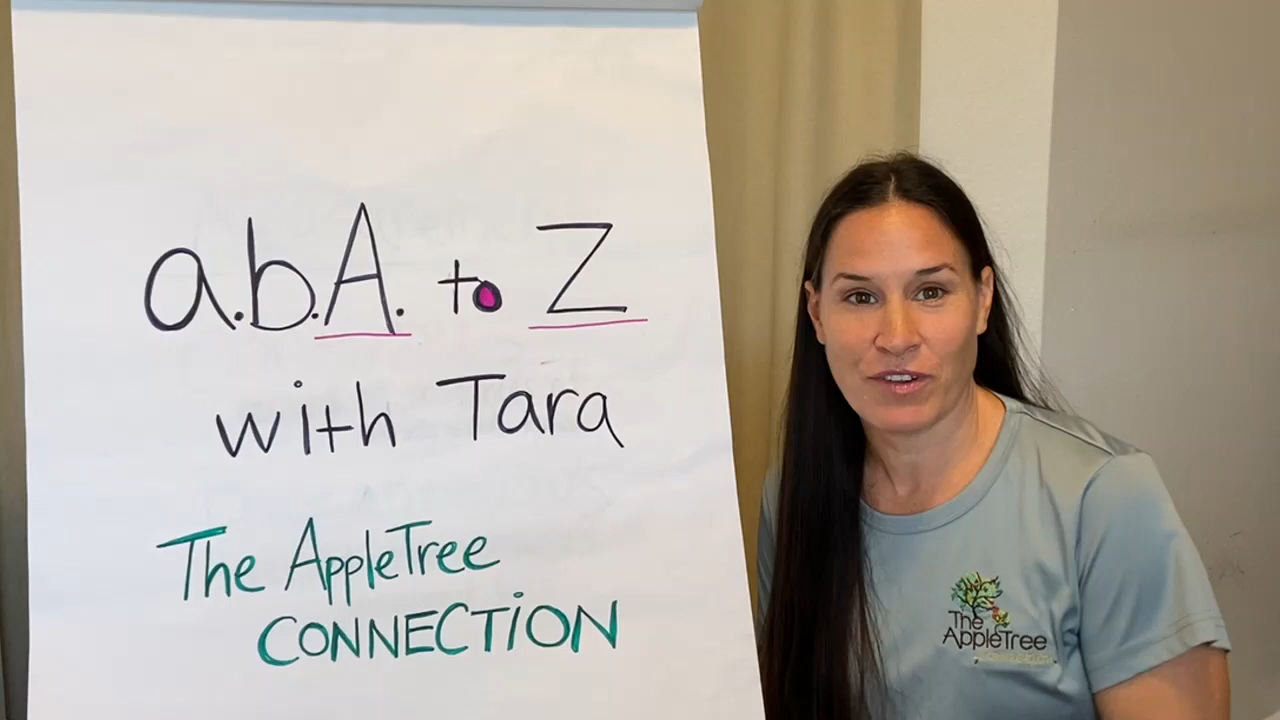 a.b.A. to Z
with Tara
The AppleTree
CONNECTiON
The
AppleTree